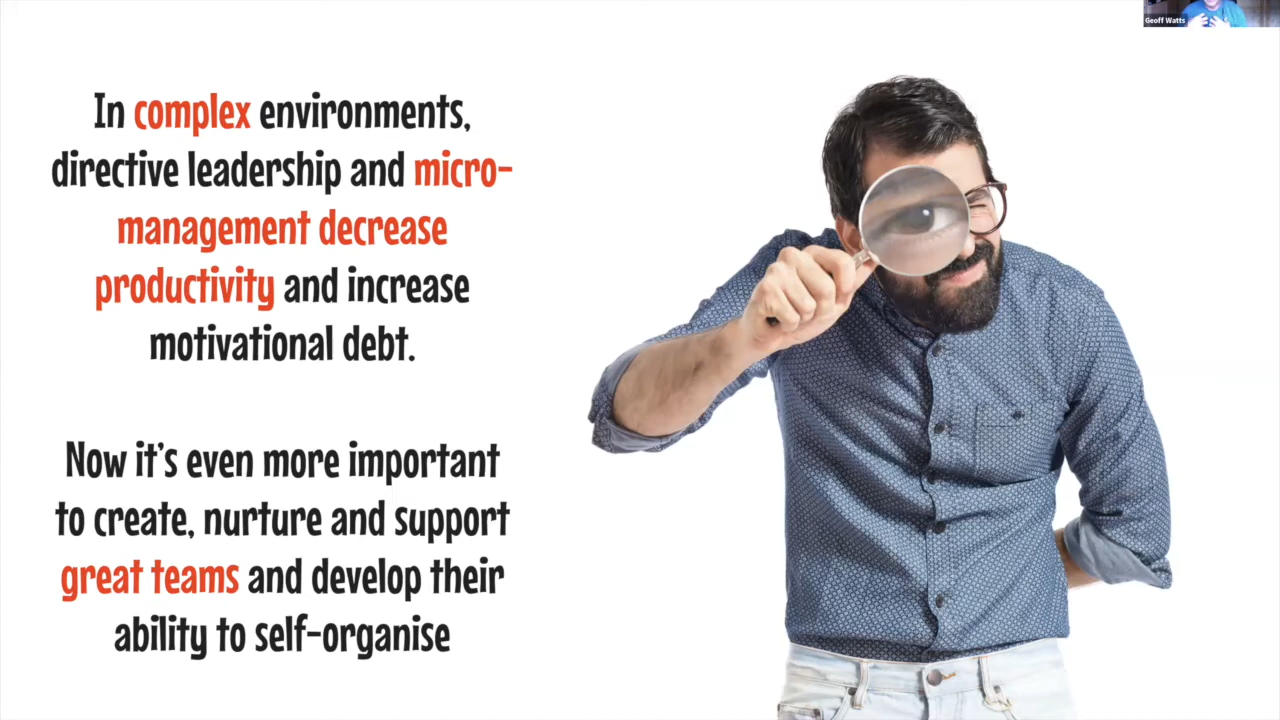 Geoff Watts
In complex environments,
directive leadership and micro-
management decrease
productivity and increase
motivational debt.
Now it's even more important
to create, nurture and support
great teams and develop their
ability to self-organise